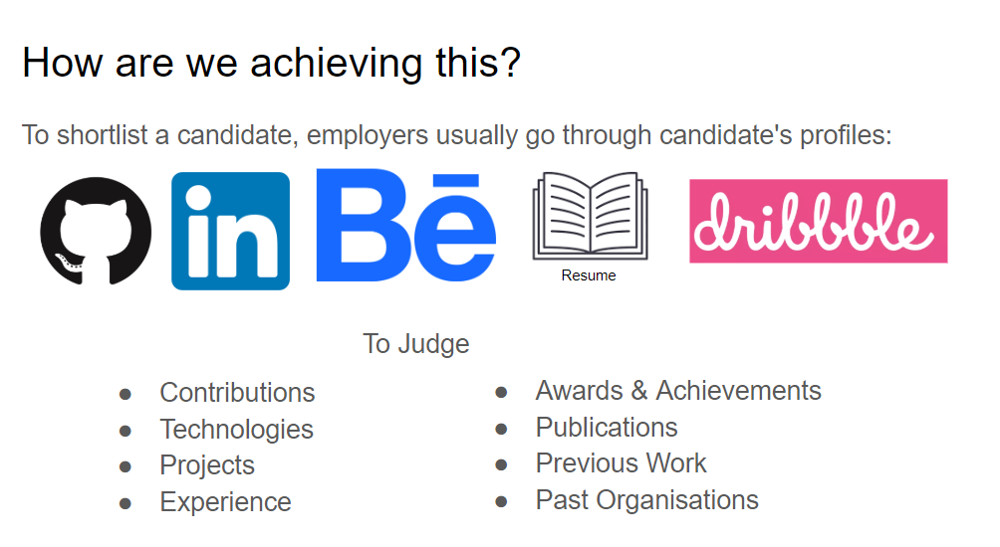 How are we achieving this?
To shortlist a candidate, employers usually go through candidate's profiles:
in
Bē
dribbble
Resume
To Judge
● Contributions
● Technologies
● Projects
● Experience
● Awards & Achievements
● Publications
● Previous Work
● Past Organisations